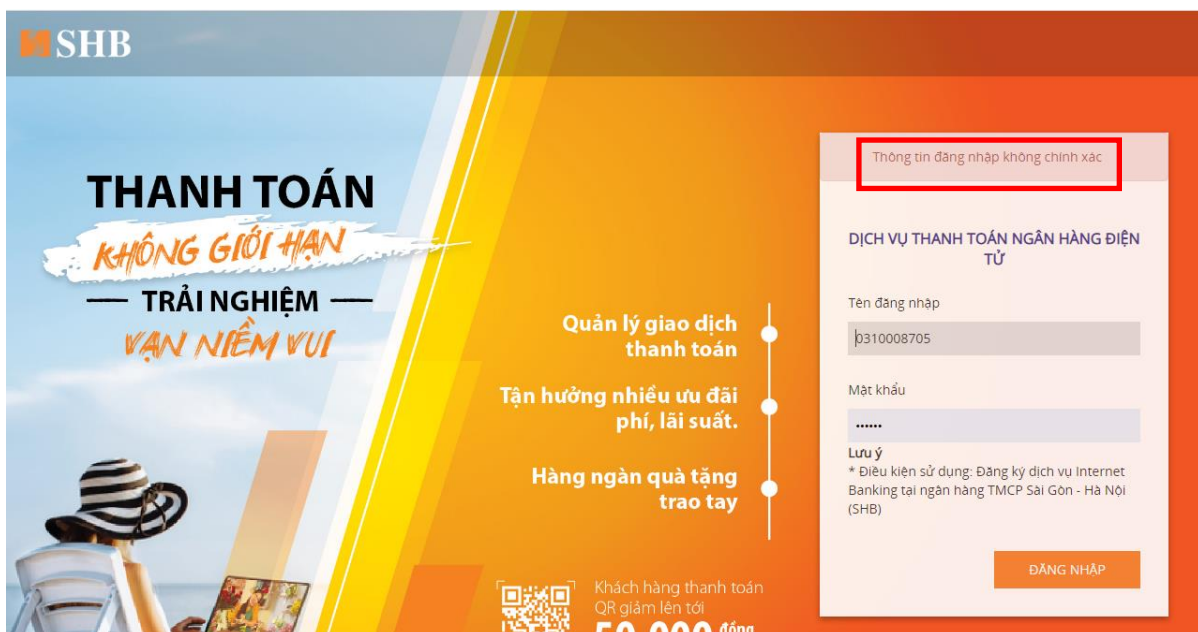 SHB
THANH TOÁN
KHÔNG GIỚI HẠN
TRẢI NGHIỆM
VẠN NIỀM VUI
Quản lý giao dịch
thanh toán
Tận hưởng nhiều ưu đãi
phí, lãi suất.
Hàng ngàn quà tặng
trao tay
Khách hàng thanh toán
QR giảm lên tới
50.000 đồng
Thông tin đăng nhập không chính xác
DỊCH VỤ THANH TOÁN NGÂN HÀNG ĐIỆN
TỬ
Tên đăng nhập
0310008705
Mật khẩu
••••••
Lưu ý
* Điều kiện sử dụng: Đăng ký dịch vụ Internet
Banking tại ngân hàng TMCP Sài Gòn - Hà Nội
(SHB)
ĐĂNG NHẬP